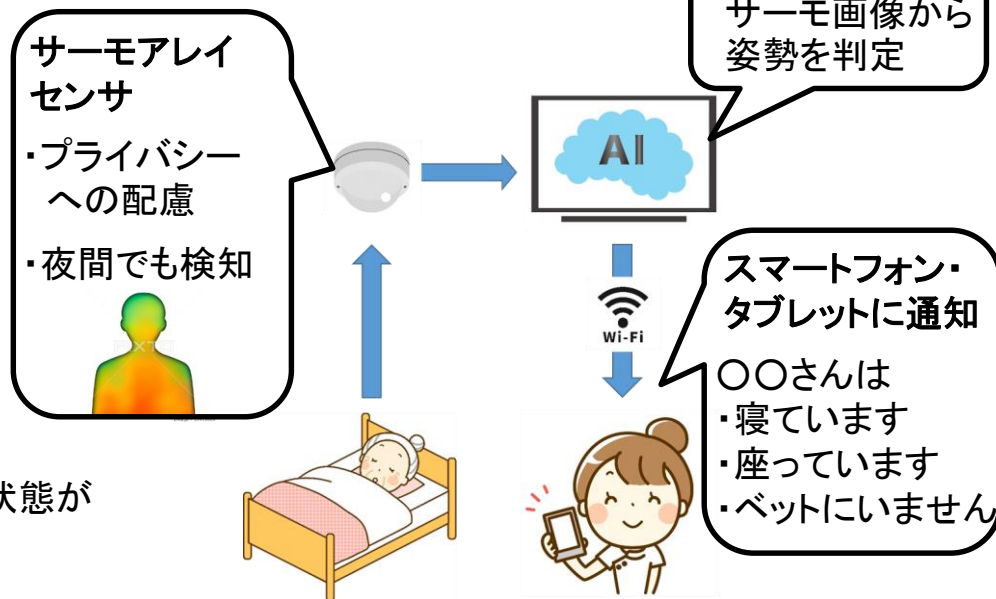 サーモアレイ
センサ
・プライバシー
への配慮
・夜間でも検知
サーモ画像から
姿勢を判定
AI
Wi-Fi
スマートフォン・
タブレットに通知
〇〇さんは
・寝ています
・座っています
・ベットにいません
状態が